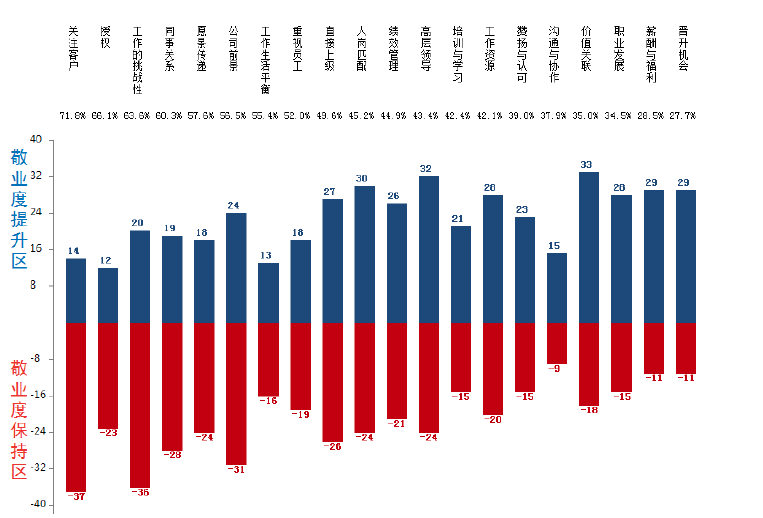 关注客户
授权
工作的挑战性
同事关系
愿景传递
公司前景
工作生活平衡
重视员工
直接上级
人岗匹配
绩效管理
高层领导
培训与学习
工作资源
赞扬与认可
沟通与协作
价值关联
职业发展
薪酬与福利
晋升机会
71.8% 66.1% 63.6% 60.3% 57.6% 56.5% 55.4% 52.0% 49.6% 45.2% 44.9% 43.4% 42.4% 42.1% 39.0% 37.9% 35.0% 34.5% 28.5% 27.7%
敬业度提升区
40
32
24
16
8
14 12 20 19 18 24 13 18 27 30 26 32 21 28 23 15 33 28 29 29
敬业度保持区
-8
-16
-24
-32
-40
-37 -23 -36 -28 -24 -31 -16 -19 -26 -24 -21 -24 -15 -20 -15 -9 -18 -15 -11 -11